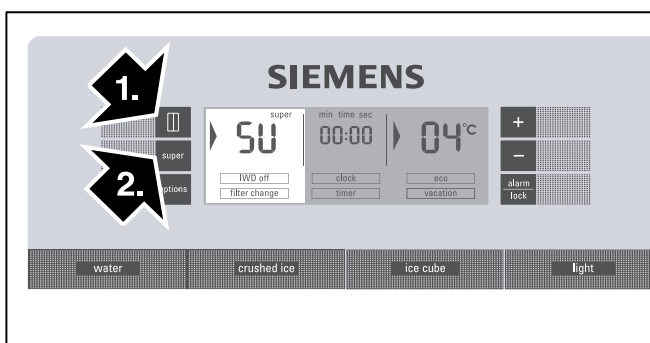 SIEMENS
1.
2.
super
options
super
SU
IWD off
filter change
min time sec
00:00
clock
timer
04°C
eco
vacation
+
−
alarm
lock
water
crushed ice
ice cube
light